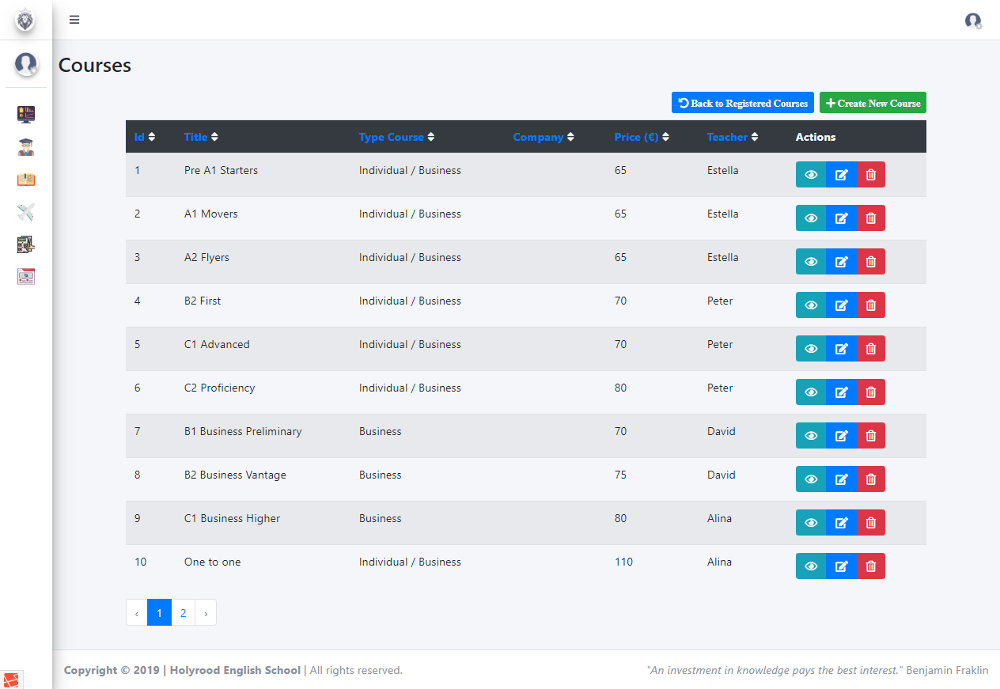 Courses
Back to Registered Courses Create New Course
Id Title Type Course Company Price (€) Teacher Actions
1 Pre A1 Starters Individual / Business 65 Estella
2 A1 Movers Individual / Business 65 Estella
3 A2 Flyers Individual / Business 65 Estella
4 B2 First Individual / Business 70 Peter
5 C1 Advanced Individual / Business 70 Peter
6 C2 Proficiency Individual / Business 80 Peter
7 B1 Business Preliminary Business 70 David
8 B2 Business Vantage Business 75 David
9 C1 Business Higher Business 80 Alina
10 One to one Individual / Business 110 Alina
‹ 1 2 ›
Copyright © 2019 | Holyrood English School | All rights reserved. "An investment in knowledge pays the best interest." Benjamin Fraklin